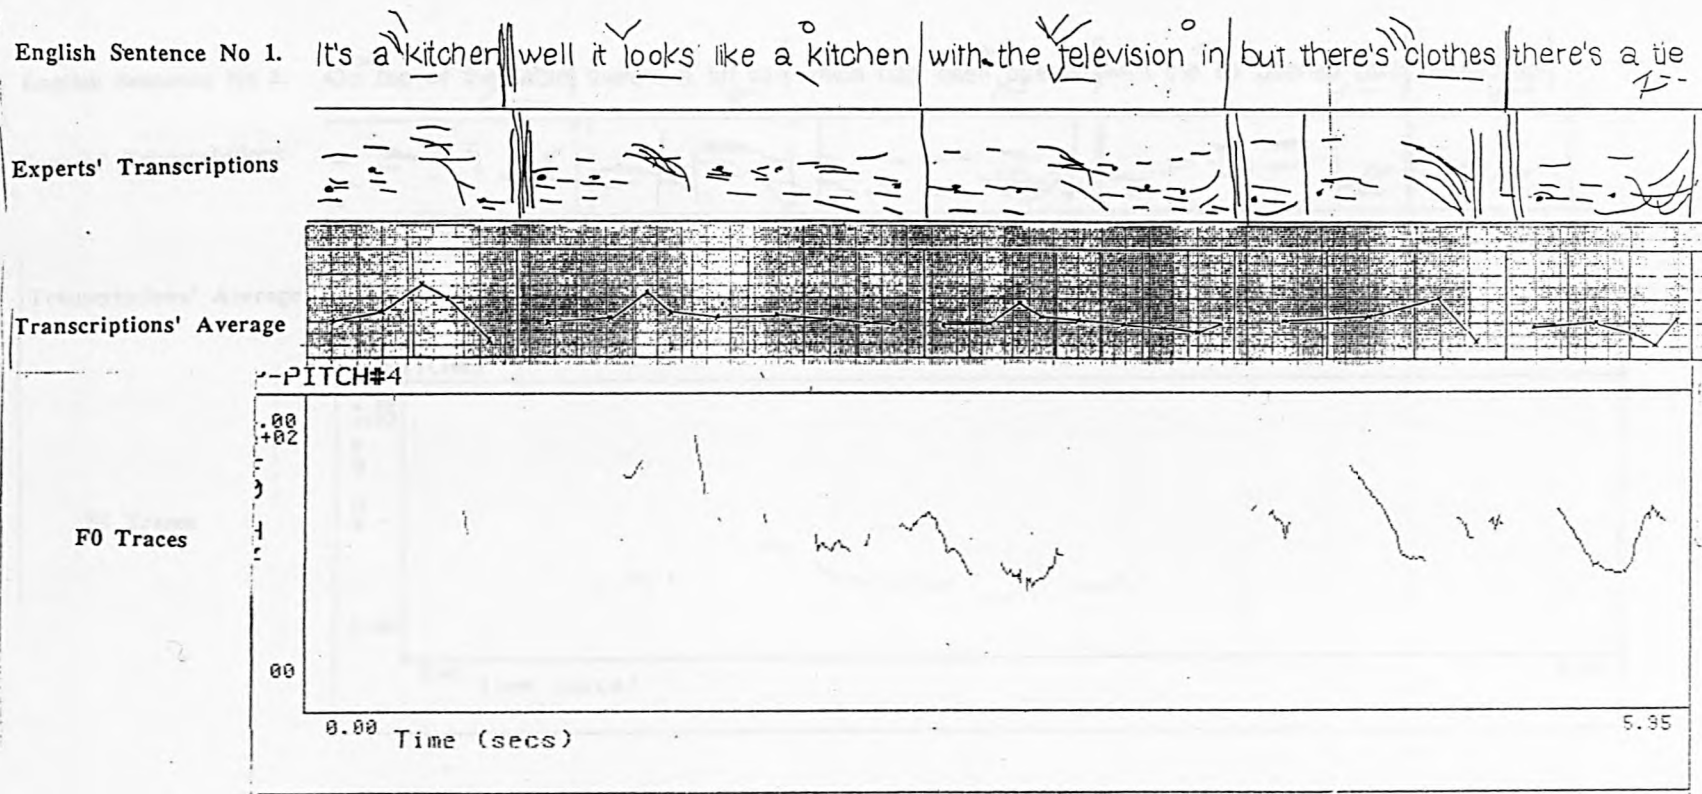 English Sentence No 1. It's a kitchen well it looks like a kitchen with the television in but there's clothes there's a tie
Experts' Transcriptions
Transcriptions' Average
-PITCH#4
.00
+02
F0 Traces
00
0.00 Time (secs) 5.95